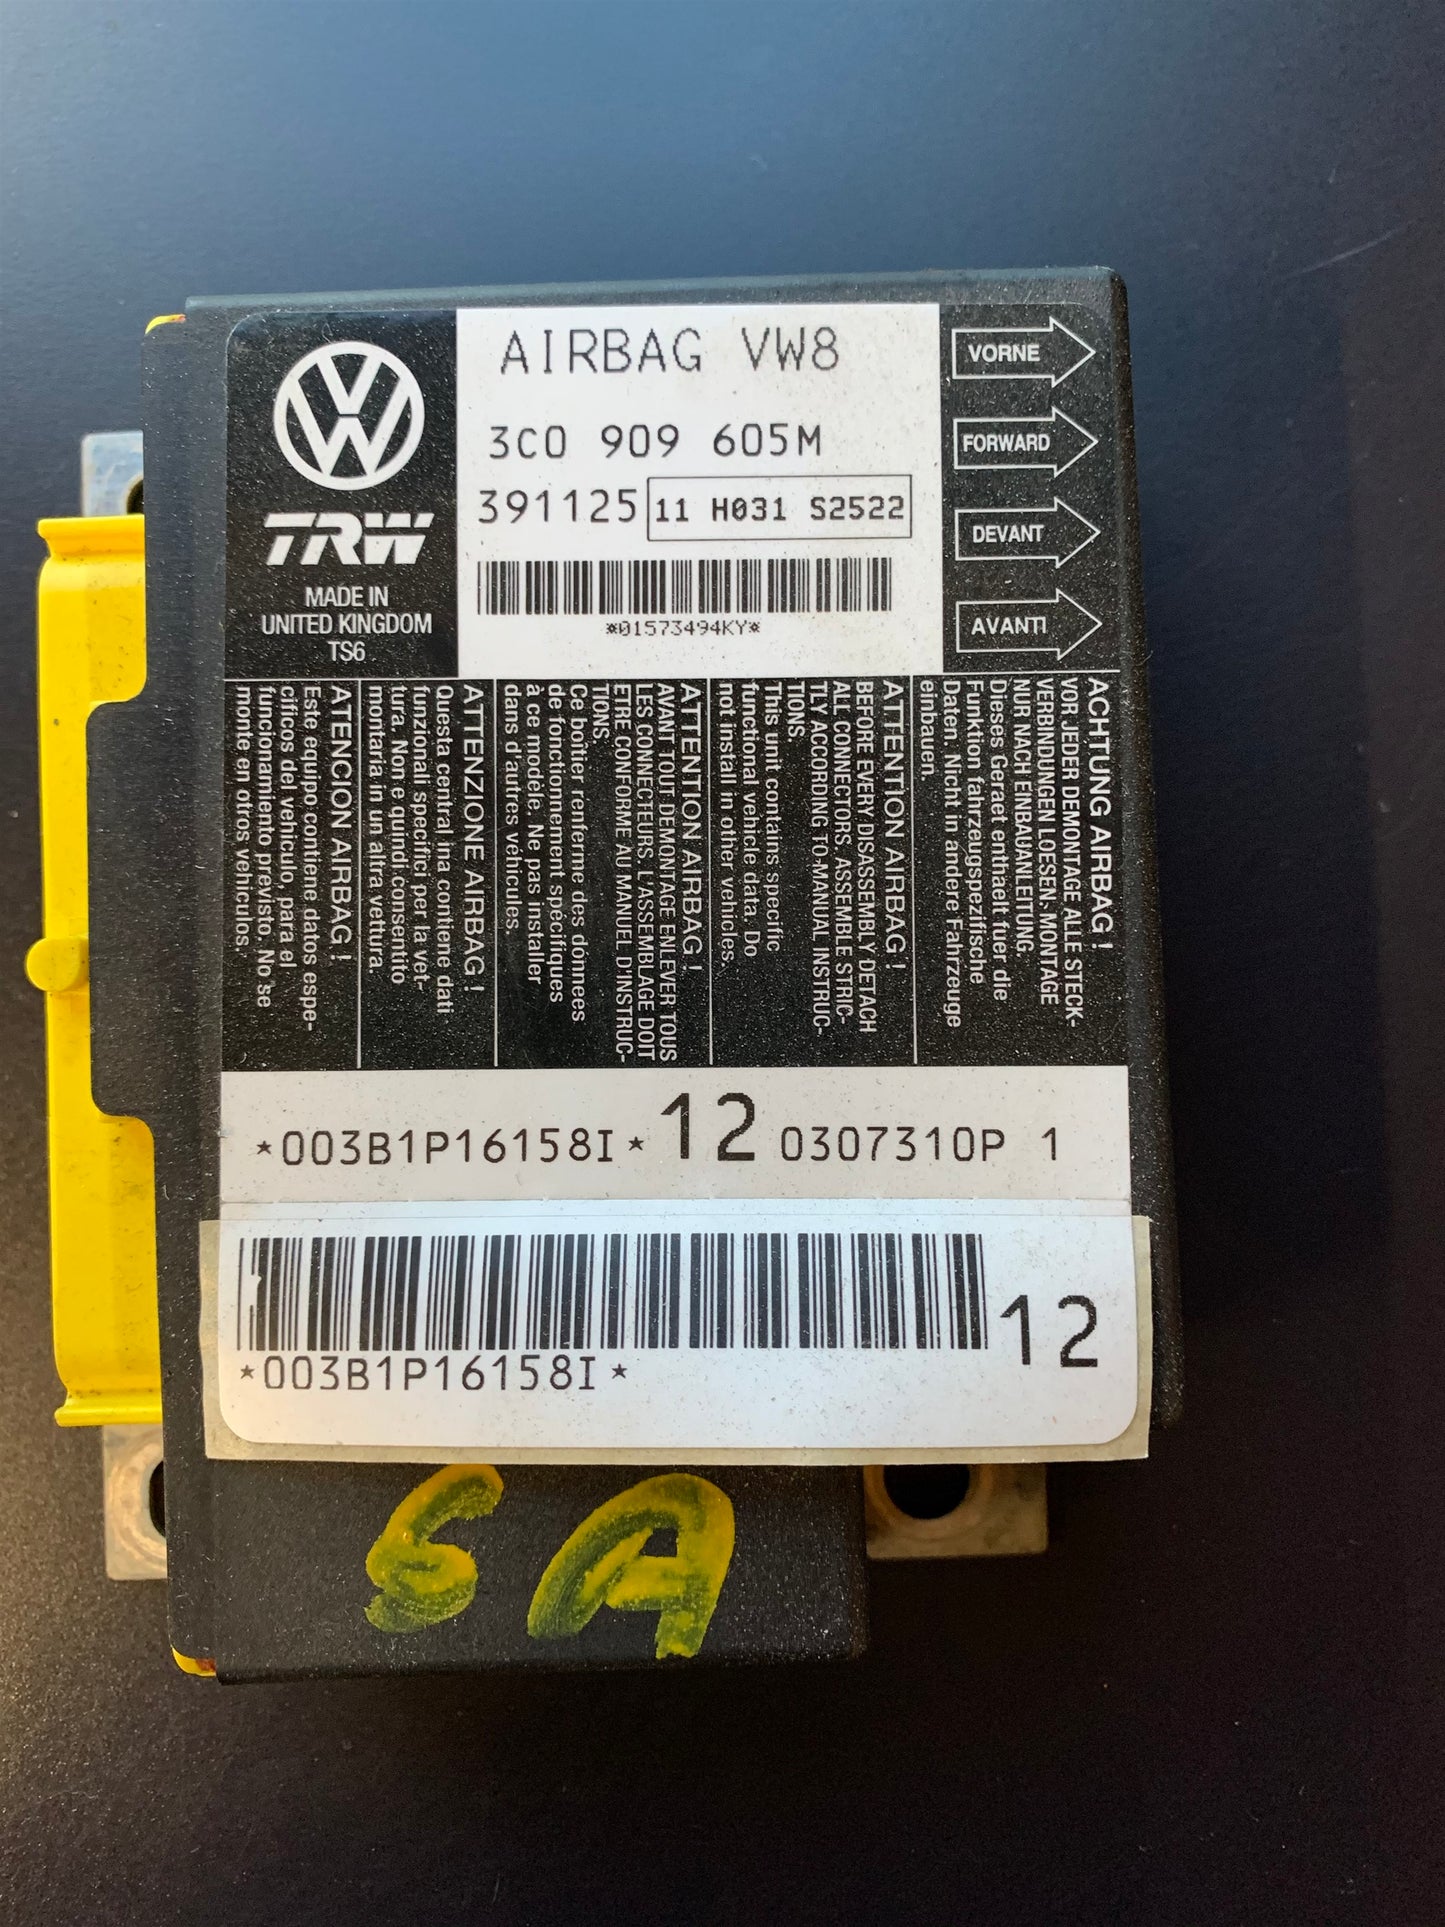 AIRBAG VW8
3C0 909 605M
391125 11 H031 S2522
*01573494KY*
TRW
MADE IN
UNITED KINGDOM
TS6
VORNE
FORWARD
DEVANT
AVANTI
ACHTUNG AIRBAG !
VOR JEDER DEMONTAGE ALLE STECK-
VERBINDUNGEN LOESEN. MONTAGE
NUR NACH EINBAUANLEITUNG.
Dieses Geraet enthaelt fuer die
Funktion fahrzeugspezifische
Daten. Nicht in andere Fahrzeuge
einbauen.
ATTENTION AIRBAG !
BEFORE EVERY DISASSEMBLY DETACH
ALL CONNECTORS. ASSEMBLE STRIC-
TLY ACCORDING TO MANUAL INSTRUC-
TIONS.
This unit contains specific
functional vehicle data. Do
not install in other vehicles.
ATTENTION AIRBAG !
AVANT TOUT DEMONTAGE ENLEVER TOUS
LES CONNECTEURS. L'ASSEMBLAGE DOIT
ETRE CONFORME AU MANUEL D'INSTRUC-
TIONS.
Ce boîtier renferme des données
de fonctionnement spécifiques
à ce modèle. Ne pas installer
dans d'autres véhicules.
ATTENZIONE AIRBAG !
Questa central ina contiene dati
funzionali specifici per la vet-
tura. Non e quindi consentito
montaria in un altra vettura.
ATENCION AIRBAG !
Este equipo contiene datos espe-
cificos del vehiculo, para el
funcionamiento previsto. No se
monte en otros vehiculos.
*003B1P16158I* 12 0307310P 1
12
*003B1P16158I*
SA